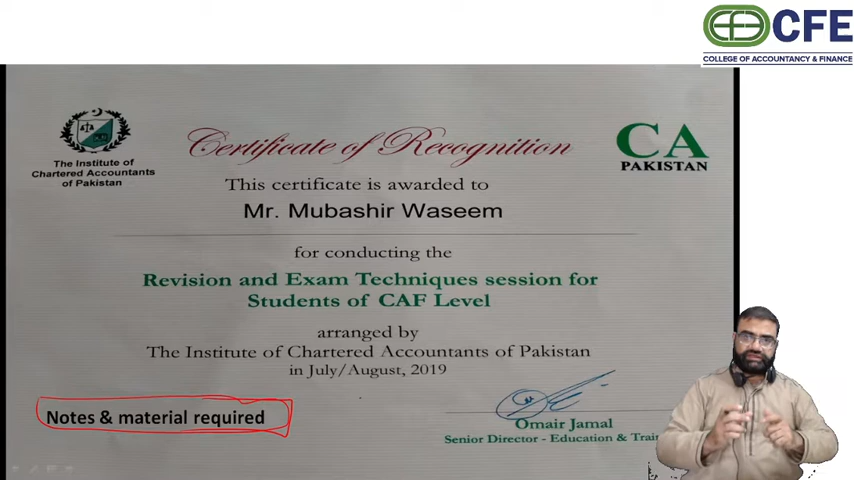 CFE
COLLEGE OF ACCOUNTANCY & FINANCE
Certificate of Recognition
The Institute of
Chartered Accountants
of Pakistan
CA
PAKISTAN
This certificate is awarded to
Mr. Mubashir Waseem
for conducting the
Revision and Exam Techniques session for
Students of CAF Level
arranged by
The Institute of Chartered Accountants of Pakistan
in July/August, 2019
Notes & material required
Omair Jamal
Senior Director - Education & Trai